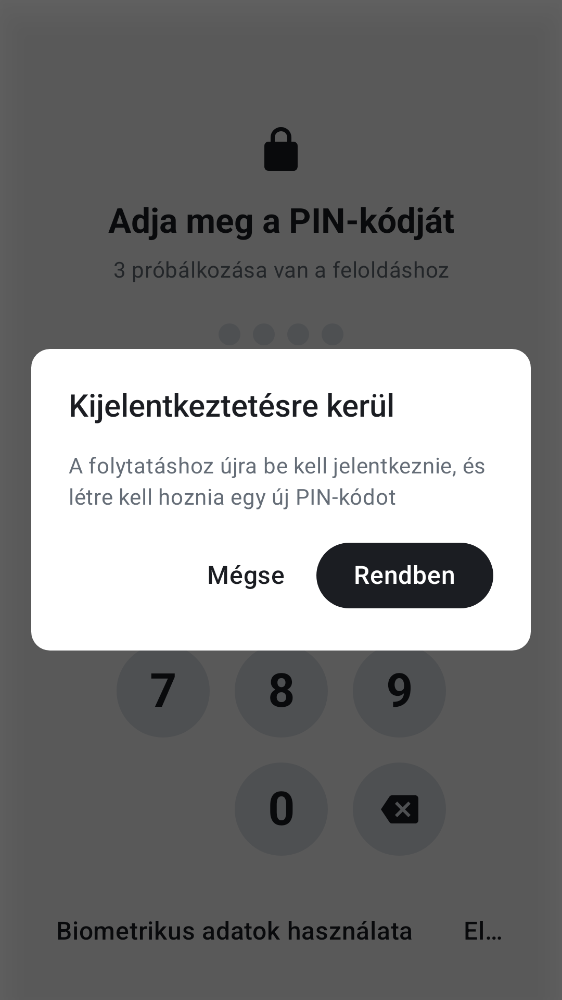 Adja meg a PIN-kódját
3 próbálkozása van a feloldáshoz
Kijelentkeztetésre kerül
A folytatáshoz újra be kell jelentkeznie, és
létre kell hoznia egy új PIN-kódot
Mégse Rendben
7 8 9
0
Biometrikus adatok használata El…